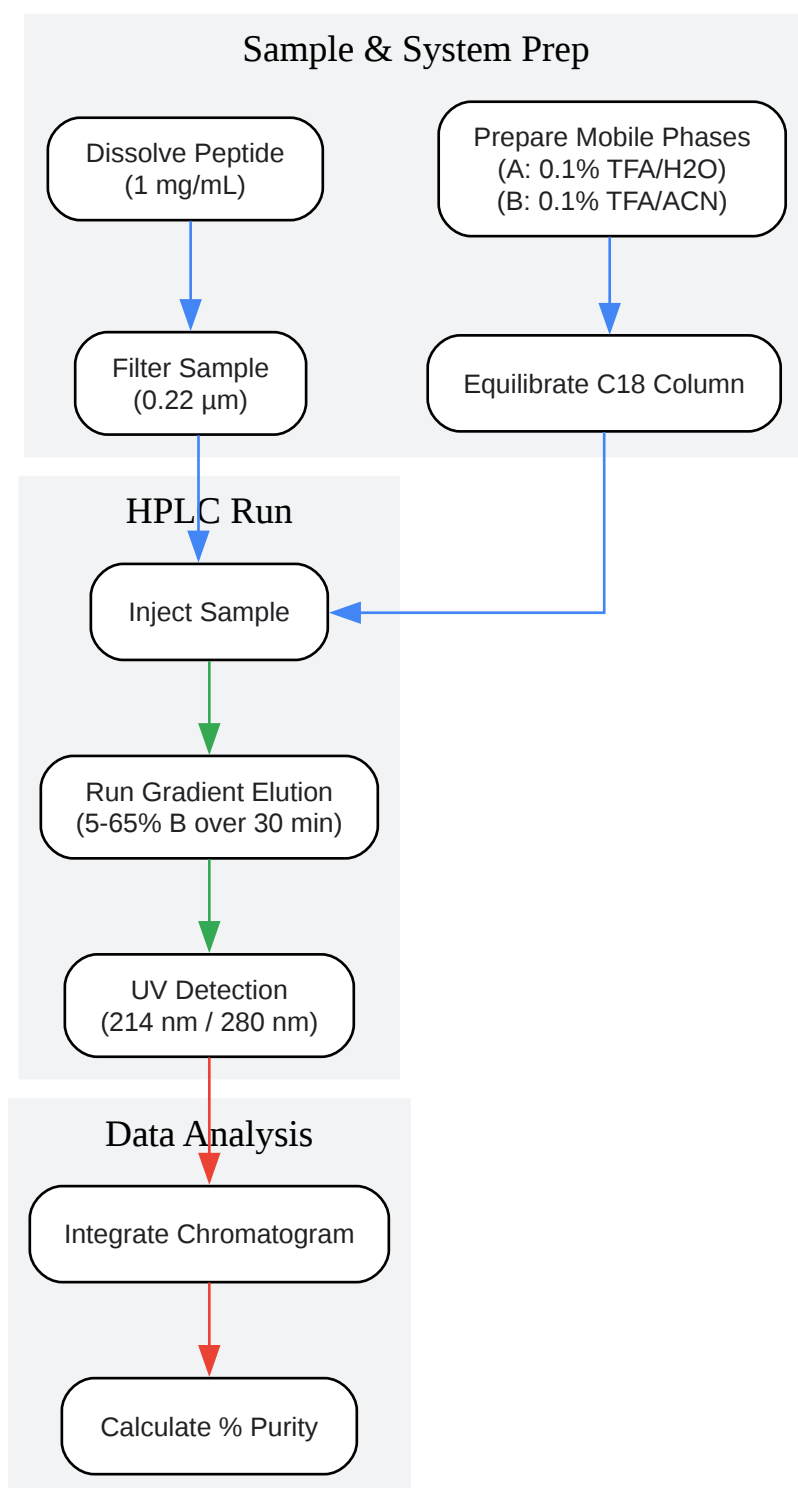 Sample & System Prep
Dissolve Peptide
(1 mg/mL)
Prepare Mobile Phases
(A: 0.1% TFA/H2O)
(B: 0.1% TFA/ACN)
Filter Sample
(0.22 µm)
Equilibrate C18 Column
HPLC Run
Inject Sample
Run Gradient Elution
(5-65% B over 30 min)
UV Detection
(214 nm / 280 nm)
Data Analysis
Integrate Chromatogram
Calculate % Purity